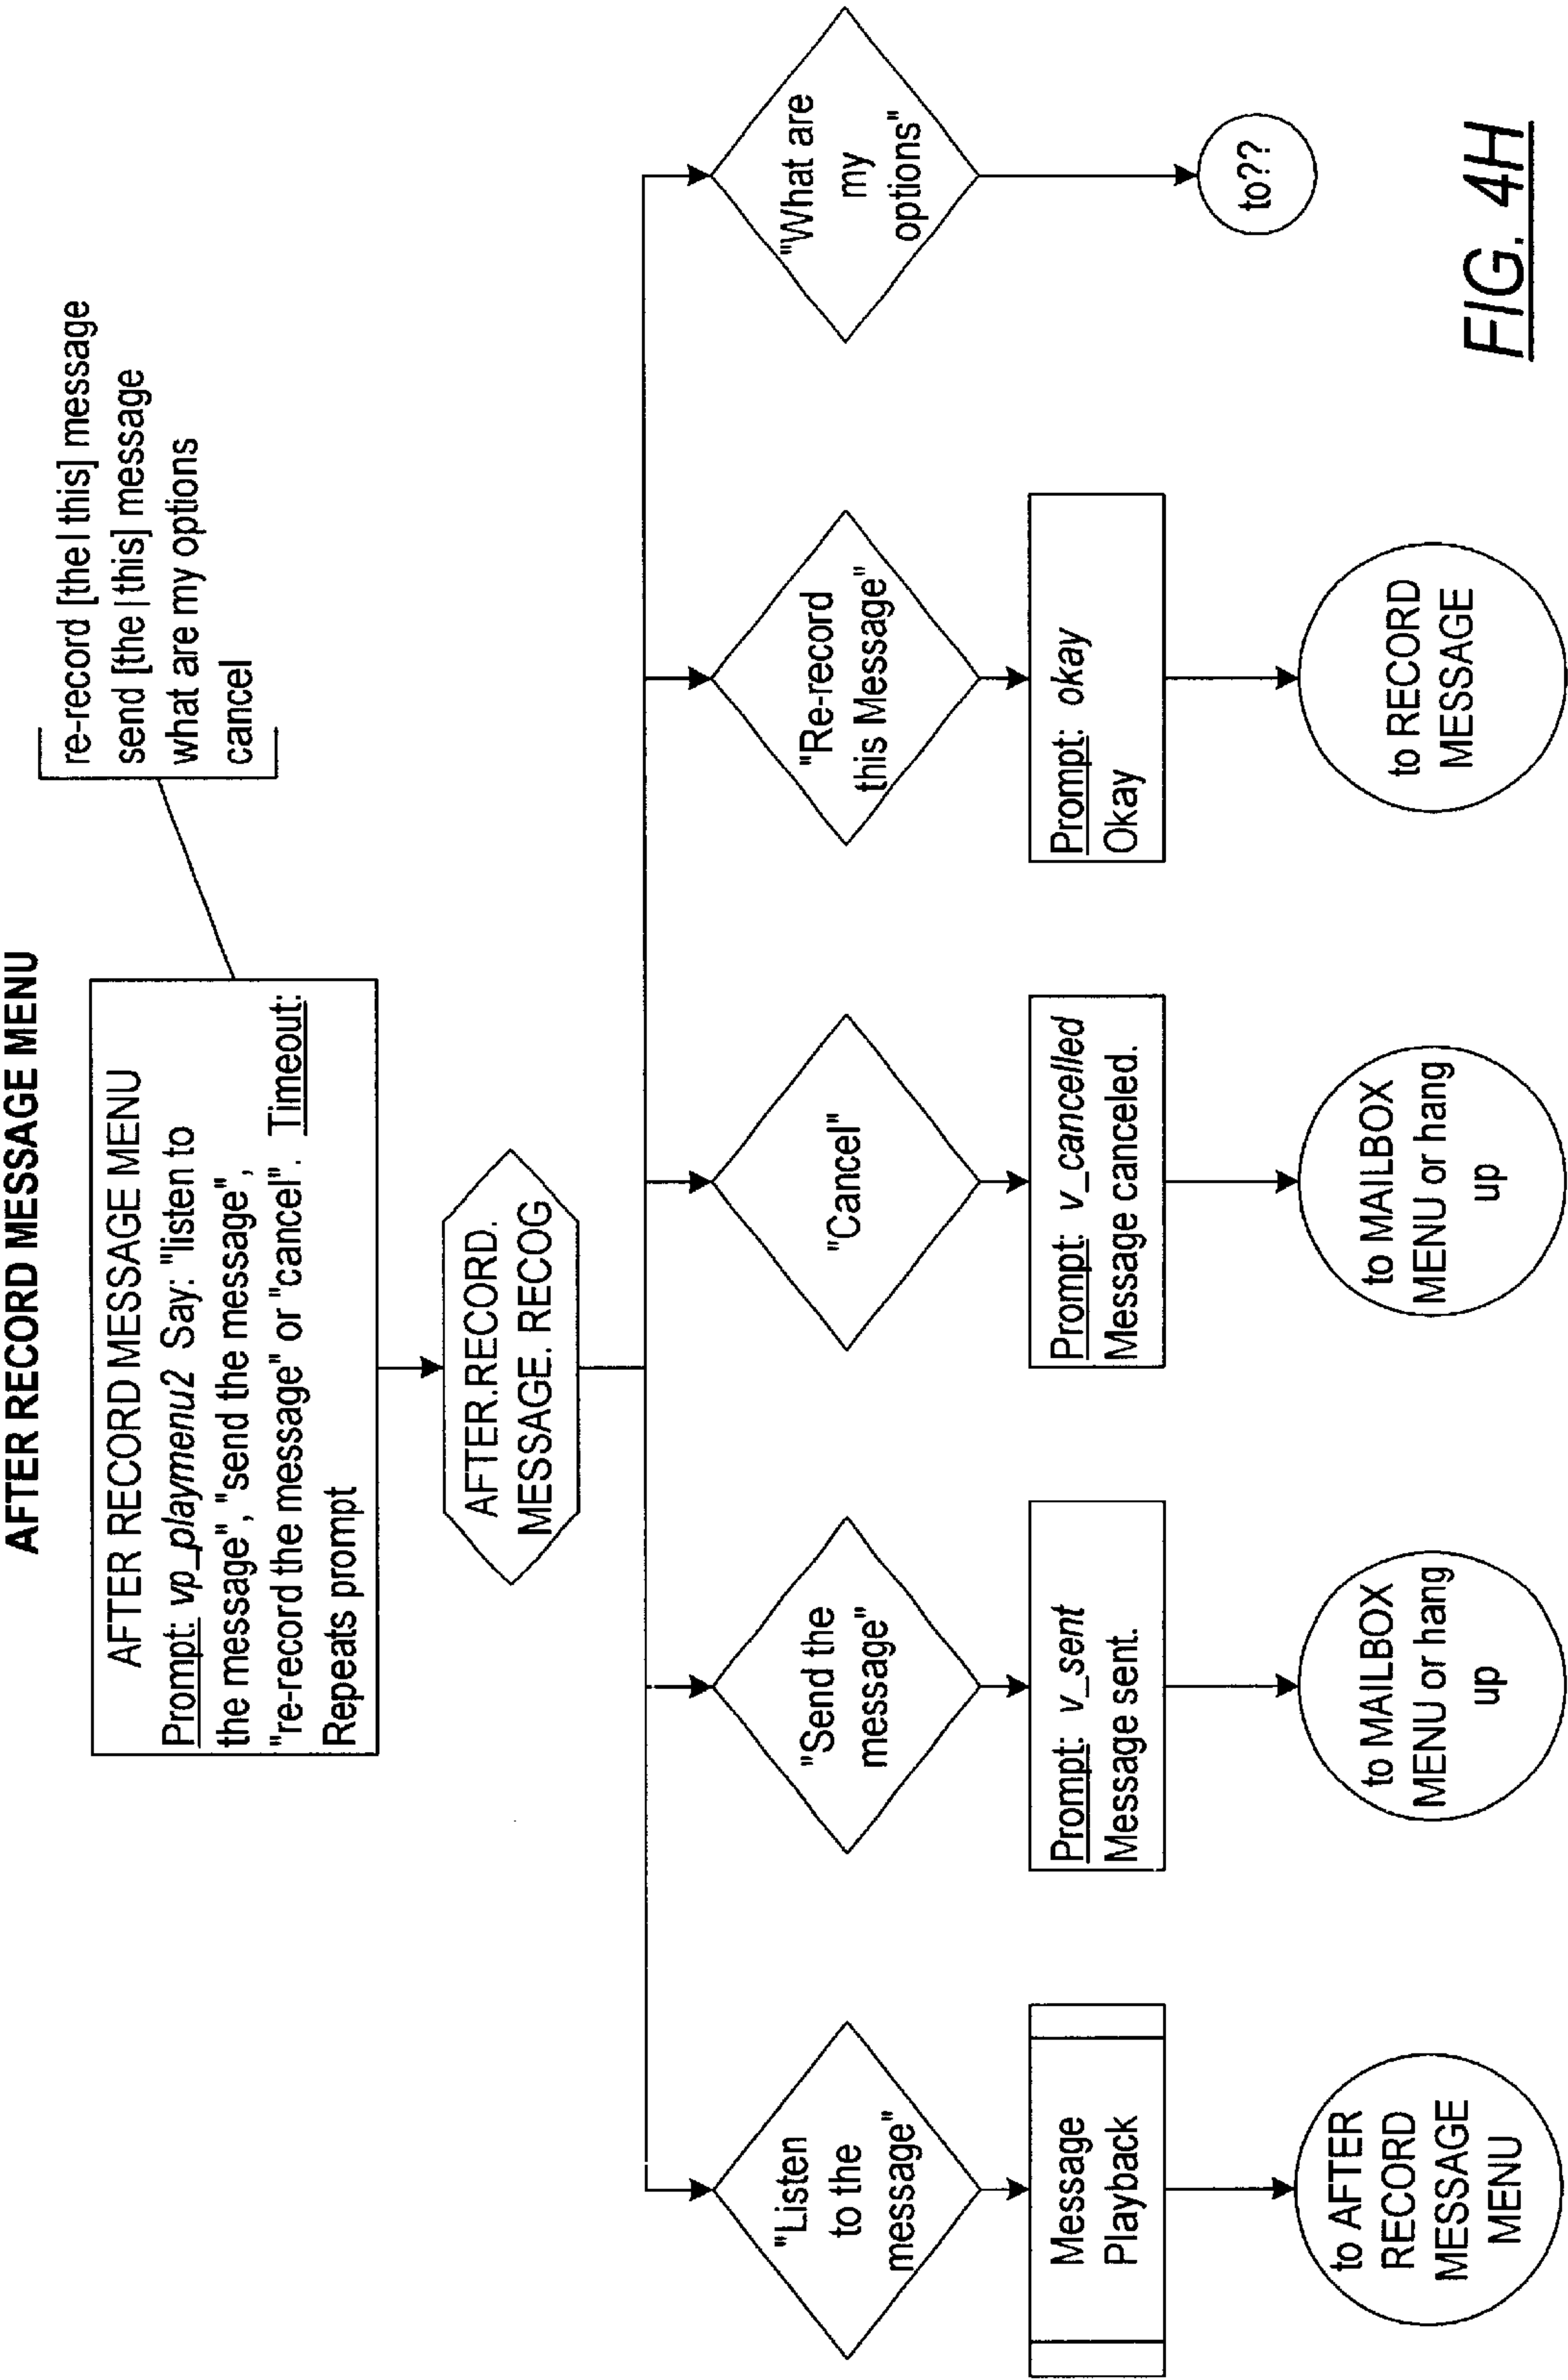 AFTER RECORD MESSAGE MENU
AFTER RECORD MESSAGE MENU
Prompt: vp_playmenu2 Say: "listen to
the message", "send the message",
"re-record the message" or "cancel". Timeout:
Repeats prompt
re-record [the| this] message
send [the | this] message
what are my options
cancel
AFTER.RECORD.
MESSAGE. RECOG
"Listen
to the
message"
"Send the
message"
"Cancel"
"Re-record
this Message"
"What are
my
options"
Message
Playback
Prompt: v_sent
Message sent.
Prompt: v_cancelled
Message canceled.
Prompt: okay
Okay
to??
to AFTER
RECORD
MESSAGE
MENU
to MAILBOX
MENU or hang
up
to MAILBOX
MENU or hang
up
to RECORD
MESSAGE
FIG. 4H